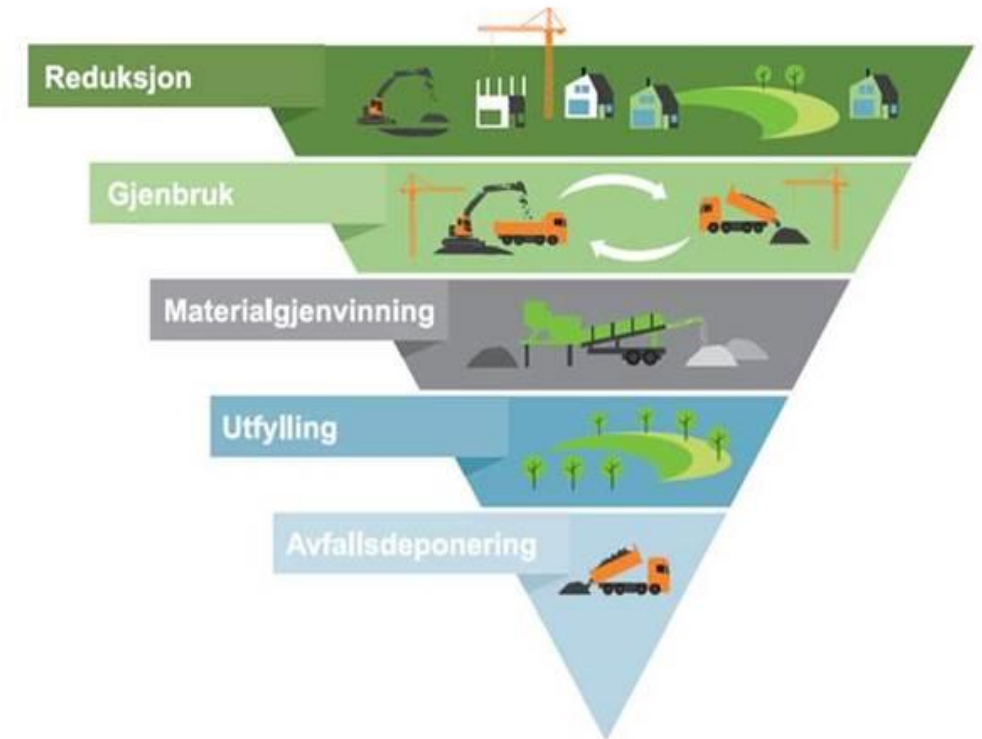 Reduksjon
Gjenbruk
Materialgjenvinning
Utfylling
Avfallsdeponering